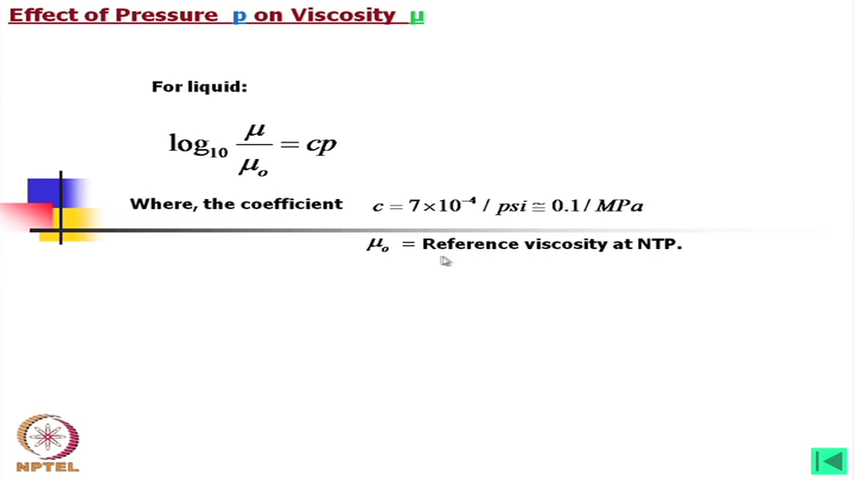 Effect of Pressure p on Viscosity μ
For liquid:
log₁₀ μ/μₒ = cp
Where, the coefficient c = 7×10⁻⁴ / psi ≅ 0.1/ MPa
μₒ = Reference viscosity at NTP.
NPTEL